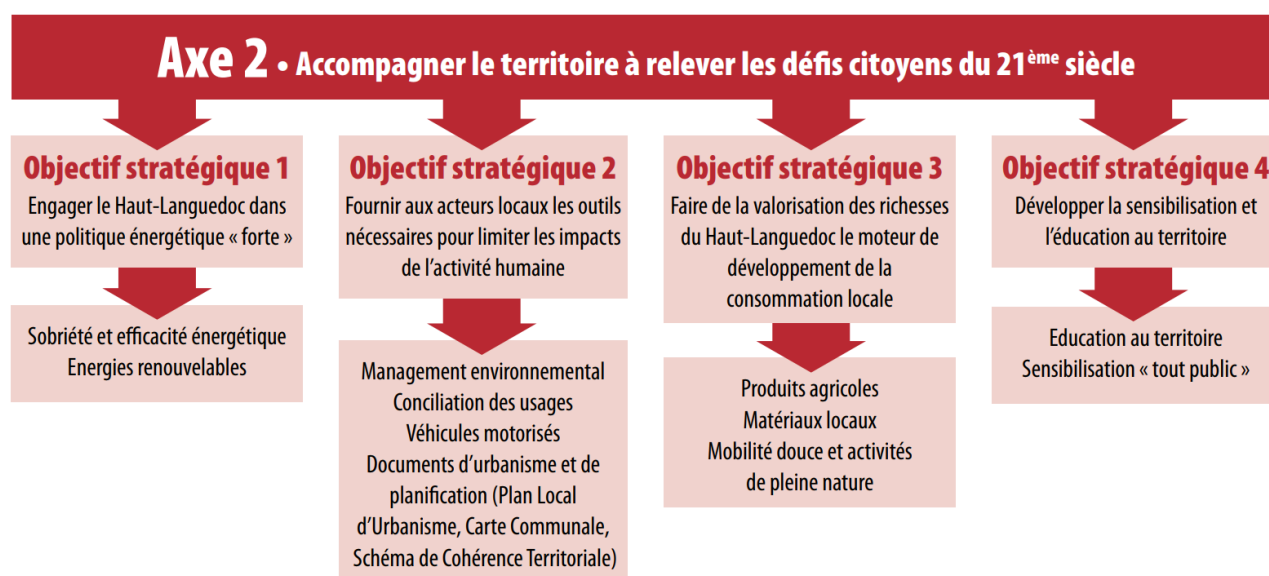 Axe 2 • Accompagner le territoire à relever les défis citoyens du 21ème siècle
Objectif stratégique 1
Engager le Haut-Languedoc dans
une politique énergétique « forte »
Sobriété et efficacité énergétique
Energies renouvelables
Objectif stratégique 2
Fournir aux acteurs locaux les outils
nécessaires pour limiter les impacts
de l’activité humaine
Management environnemental
Conciliation des usages
Véhicules motorisés
Documents d’urbanisme et de
planification (Plan Local
d’Urbanisme, Carte Communale,
Schéma de Cohérence Territoriale)
Objectif stratégique 3
Faire de la valorisation des richesses
du Haut-Languedoc le moteur de
développement de la
consommation locale
Produits agricoles
Matériaux locaux
Mobilité douce et activités
de pleine nature
Objectif stratégique 4
Développer la sensibilisation et
l’éducation au territoire
Education au territoire
Sensibilisation « tout public »